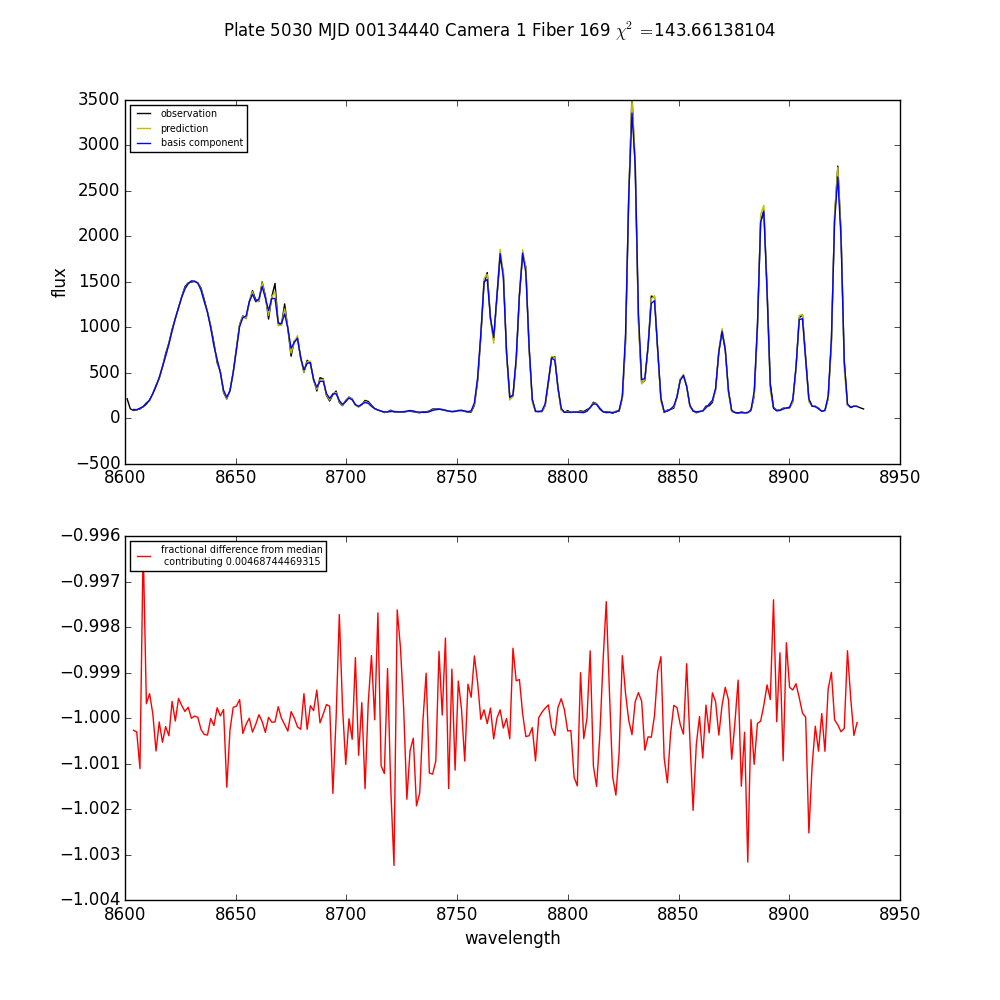 Plate 5030 MJD 00134440 Camera 1 Fiber 169 χ² =143.66138104
3500
3000
2500
2000
1500
1000
500
0
−500
flux
observation
prediction
basis component
8600 8650 8700 8750 8800 8850 8900 8950
−0.996
−0.997
−0.998
−0.999
−1.000
−1.001
−1.002
−1.003
−1.004
fractional difference from median
contributing 0.00468744469315
8600 8650 8700 8750 8800 8850 8900 8950
wavelength